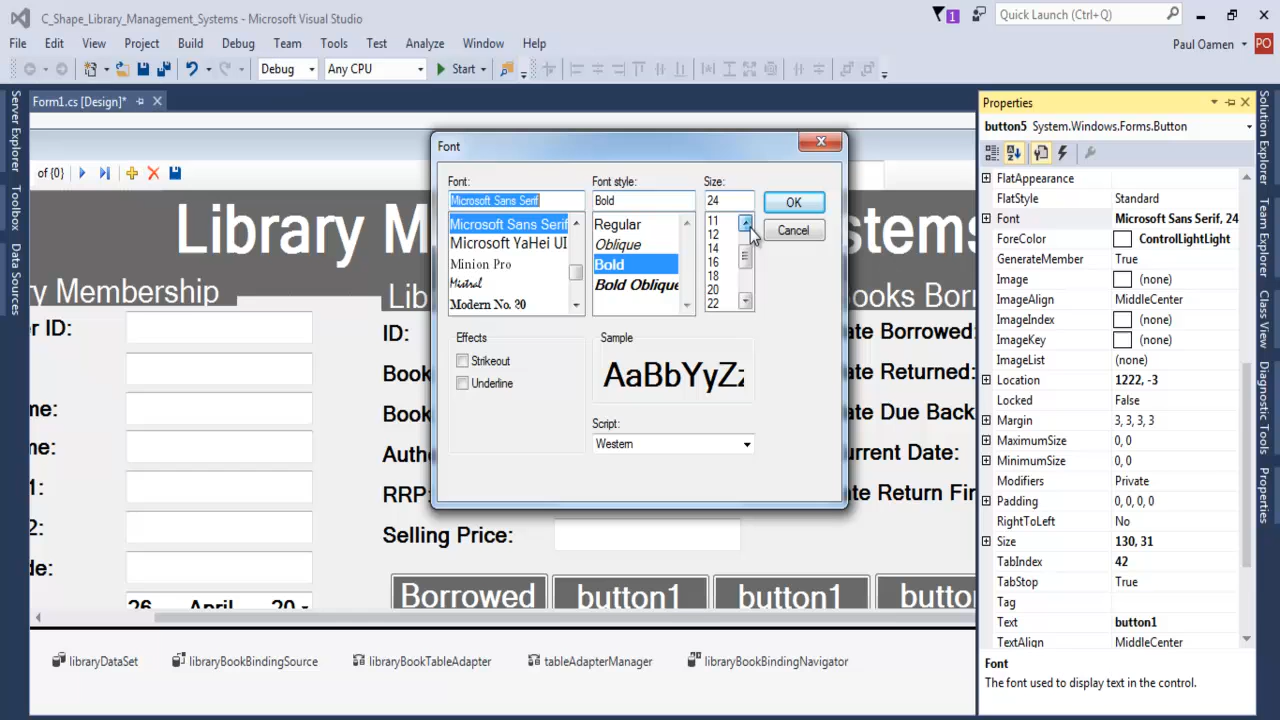 C_Shape_Library_Management_Systems - Microsoft Visual Studio
1
Quick Launch (Ctrl+Q)
File Edit View Project Build Debug Team Tools Test Analyze Window Help
Paul Oamen
PO
Debug
Any CPU
Start
Form1.cs [Design]*
of {0}
Server Explorer
Toolbox
Data Sources
Library M
stems
ry Membership
Lib
ooks Bor
r ID:
ID:
ate Borrowed:
Book
ate Returned:
me:
Book
ate Due Back
me:
Autho
urrent Date:
1:
RRP:
te Return Fin
2:
Selling Price:
de:
26 April 20
Borrowed
button1
button1
butto
Font
Font:
Font style:
Size:
Microsoft Sans Serif
Bold
24
OK
Cancel
Microsoft Sans Serif
Microsoft YaHei UI
Minion Pro
Mistral
Modern No. 20
Regular
Oblique
Bold
Bold Oblique
11
12
14
16
18
20
22
Effects
Strikeout
Underline
Sample
AaBbYyZz
Script:
Western
libraryDataSet
libraryBookBindingSource
libraryBookTableAdapter
tableAdapterManager
libraryBookBindingNavigator
Properties
button5 System.Windows.Forms.Button
FlatAppearance
FlatStyle Standard
Font Microsoft Sans Serif, 24
ForeColor ControlLightLight
GenerateMember True
Image (none)
ImageAlign MiddleCenter
ImageIndex (none)
ImageKey (none)
ImageList (none)
Location 1222, -3
Locked False
Margin 3, 3, 3, 3
MaximumSize 0, 0
MinimumSize 0, 0
Modifiers Private
Padding 0, 0, 0, 0
RightToLeft No
Size 130, 31
TabIndex 42
TabStop True
Tag
Text button1
TextAlign MiddleCenter
Font
The font used to display text in the control.
Solution Explorer
Team Explorer
Class View
Diagnostic Tools
Properties